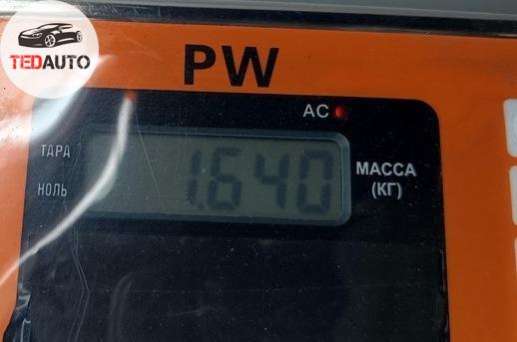 TEDAUTO
PW
AC
ТАРА
НОЛЬ
1.640
МАССА
(КГ)